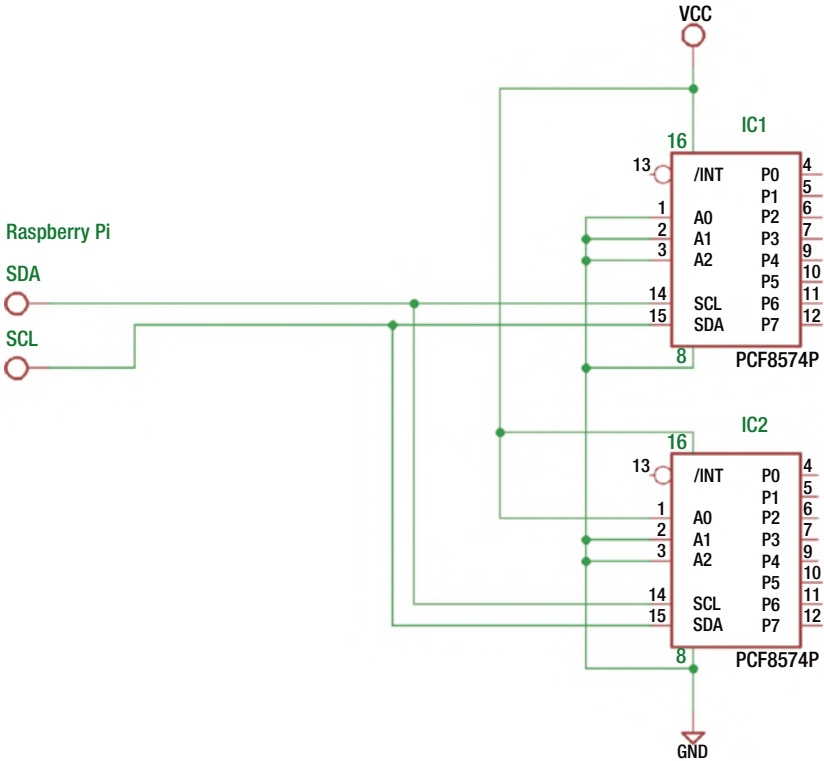 VCC
IC1
16
13 /INT P0 4
P1 5
1 A0 P2 6
2 A1 P3 7
3 A2 P4 9
P5 10
14 SCL P6 11
15 SDA P7 12
8
PCF8574P
Raspberry Pi
SDA
SCL
IC2
16
13 /INT P0 4
P1 5
1 A0 P2 6
2 A1 P3 7
3 A2 P4 9
P5 10
14 SCL P6 11
15 SDA P7 12
8
PCF8574P
GND